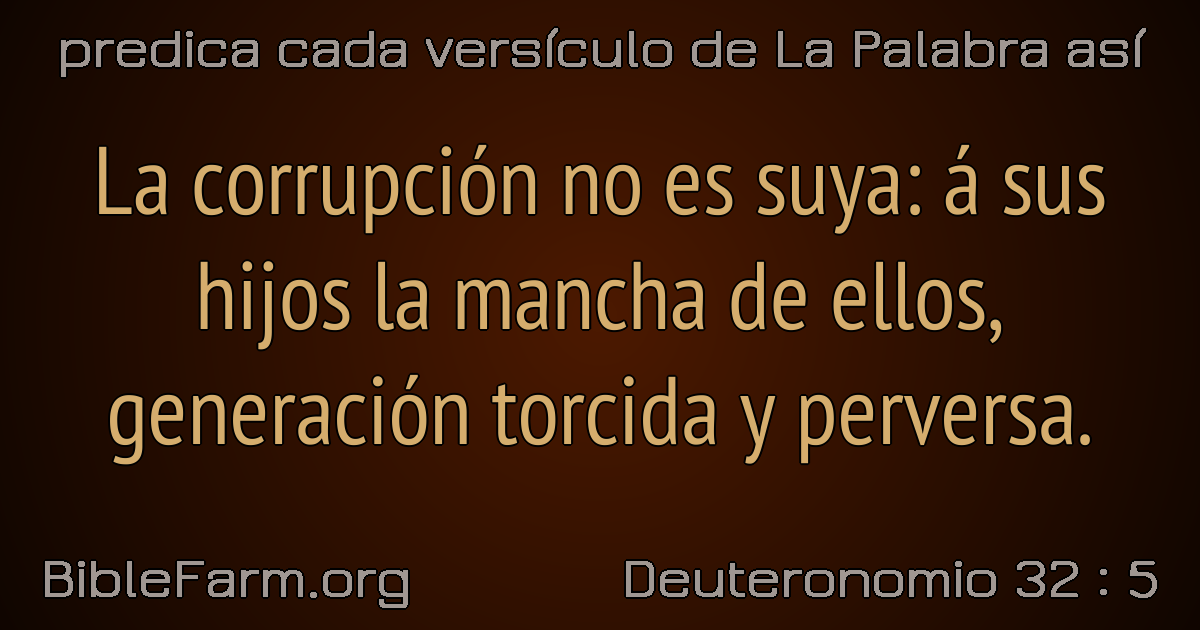 predica cada versículo de La Palabra así
La corrupción no es suya: á sus
hijos la mancha de ellos,
generación torcida y perversa.
BibleFarm.org
Deuteronomio 32 : 5